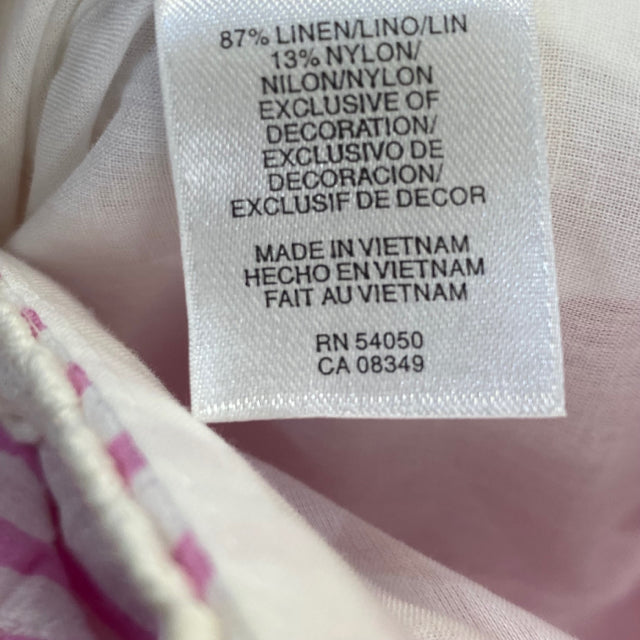 87% LINEN/LINO/LIN
13% NYLON/
NILON/NYLON
EXCLUSIVE OF
DECORATION/
EXCLUSIVO DE
DECORACION/
EXCLUSIF DE DECOR
MADE IN VIETNAM
HECHO EN VIETNAM
FAIT AU VIETNAM
RN 54050
CA 08349